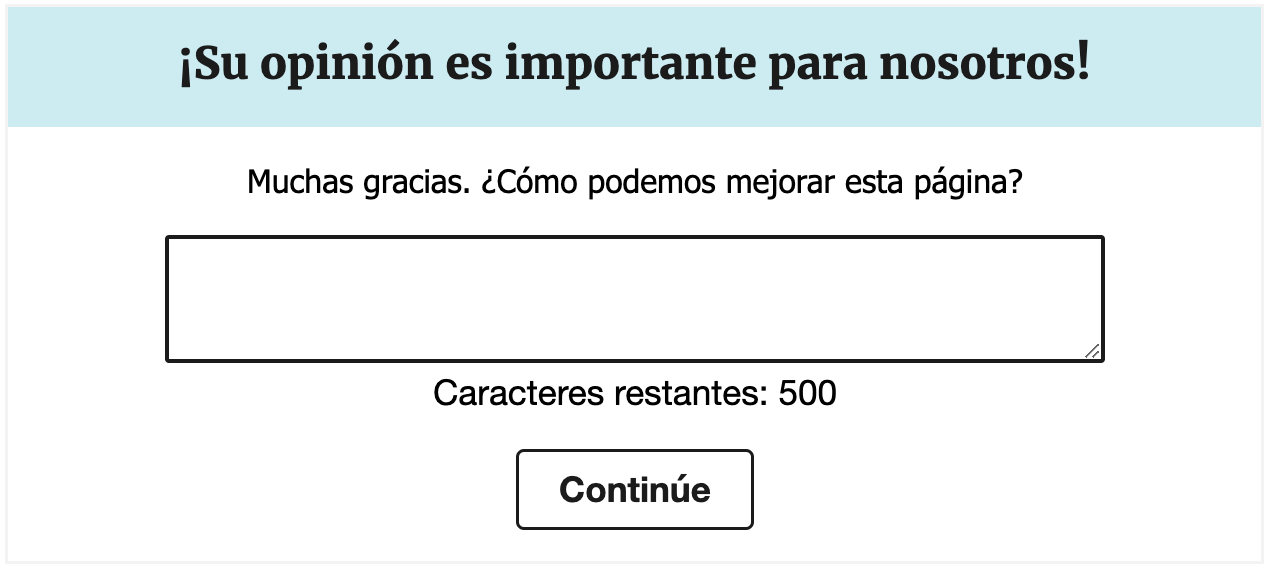 ¡Su opinión es importante para nosotros!
Muchas gracias. ¿Cómo podemos mejorar esta página?
Caracteres restantes: 500
Continúe